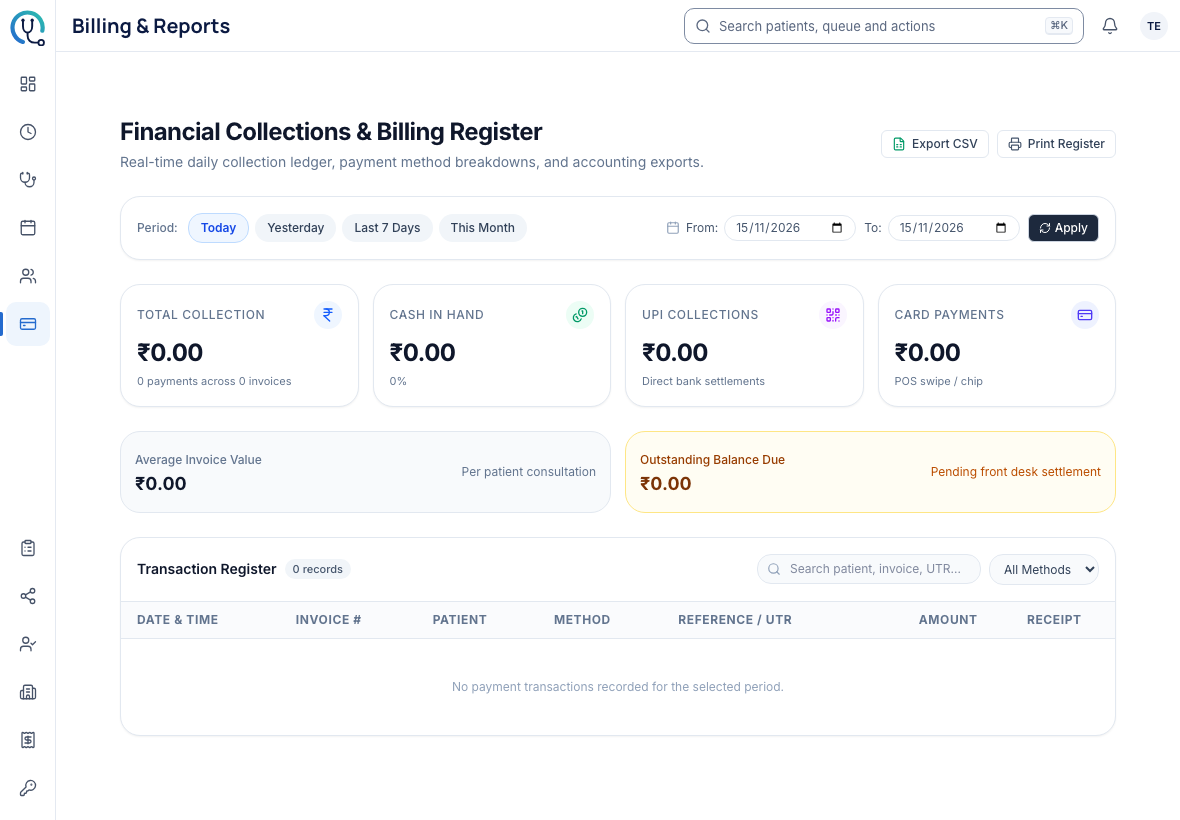 Billing & Reports
Search patients, queue and actions
⌘K
TE
Financial Collections & Billing Register
Real-time daily collection ledger, payment method breakdowns, and accounting exports.
Export CSV
Print Register
Period:
Today
Yesterday
Last 7 Days
This Month
From:
15/11/2026
To:
15/11/2026
Apply
TOTAL COLLECTION
₹0.00
0 payments across 0 invoices
CASH IN HAND
₹0.00
0%
UPI COLLECTIONS
₹0.00
Direct bank settlements
CARD PAYMENTS
₹0.00
POS swipe / chip
Average Invoice Value
₹0.00
Per patient consultation
Outstanding Balance Due
₹0.00
Pending front desk settlement
Transaction Register
0 records
Search patient, invoice, UTR...
All Methods
DATE & TIME
INVOICE #
PATIENT
METHOD
REFERENCE / UTR
AMOUNT
RECEIPT
No payment transactions recorded for the selected period.